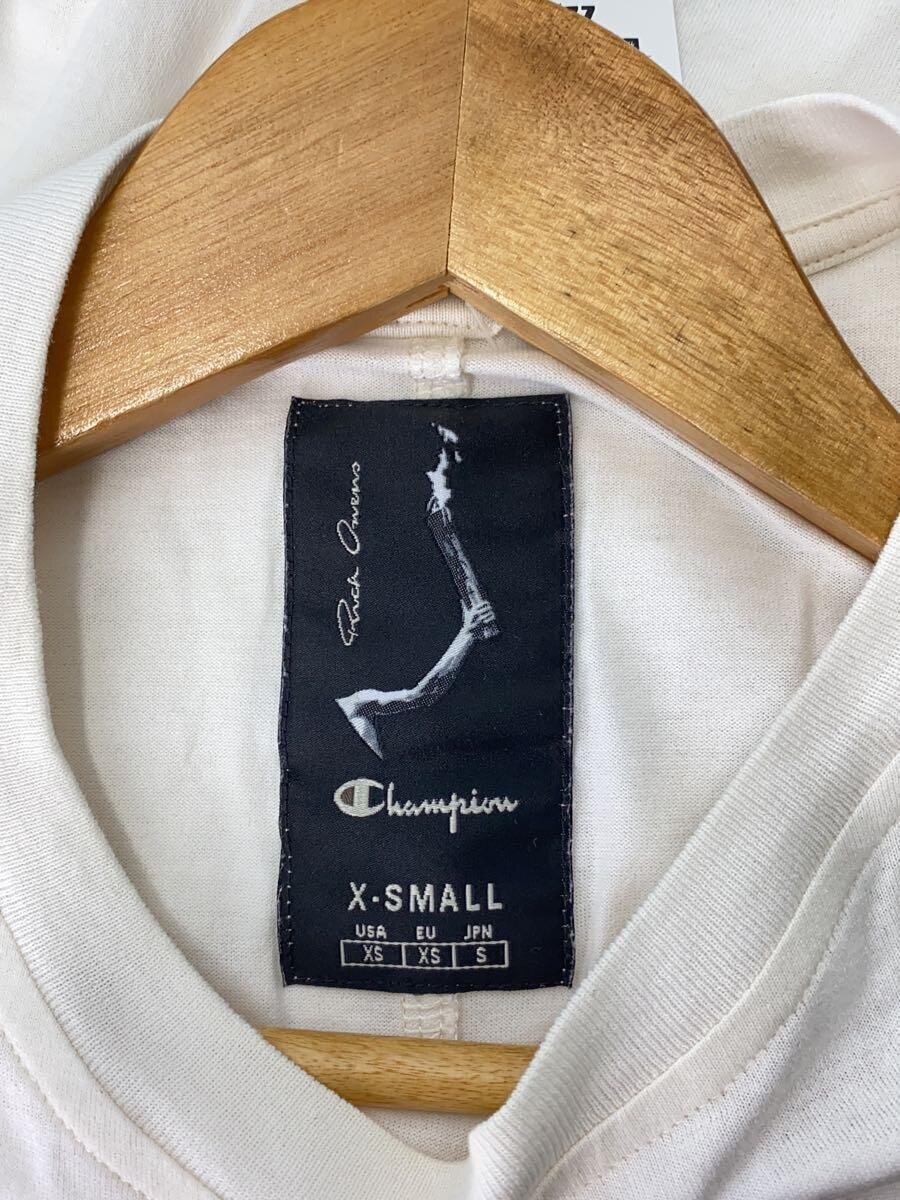 Rick Owens
Champion
X-SMALL
USA EU JPN
XS XS S